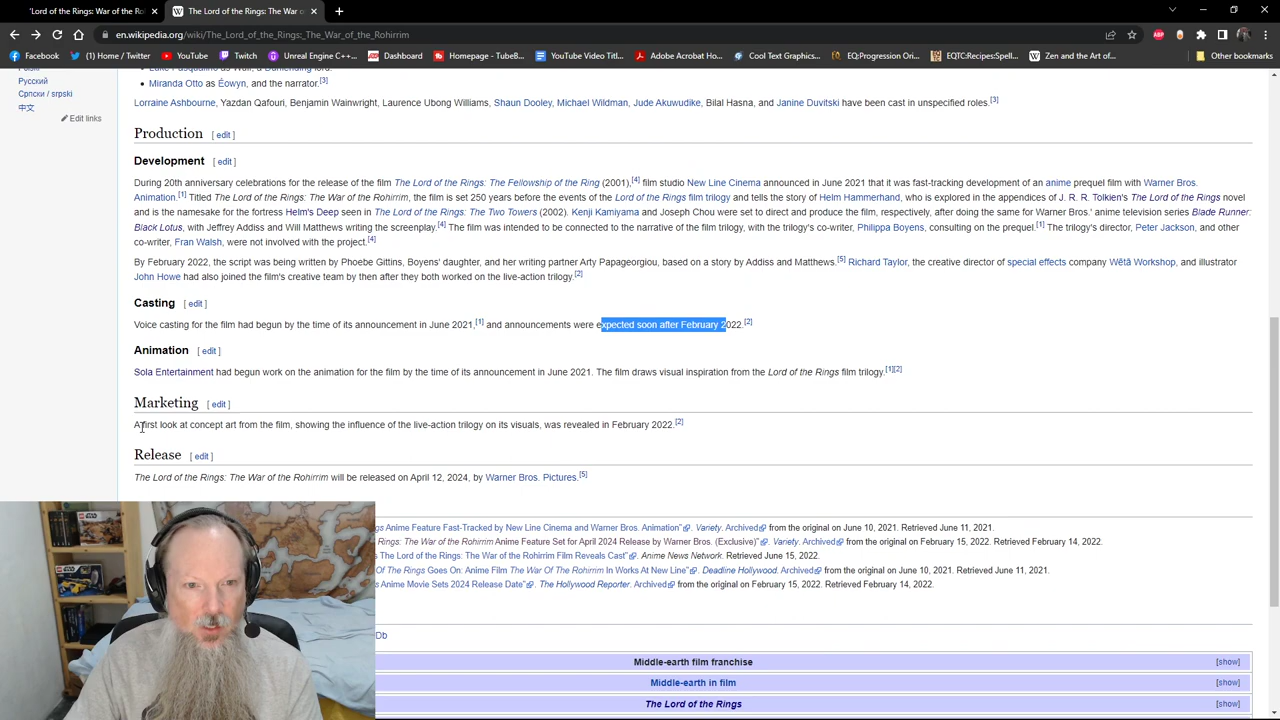 'Lord of the Rings: The War of the Ro
The Lord of the Rings: The War of t
en.wikipedia.org/wiki/The_Lord_of_the_Rings:_The_War_of_the_Rohirrim
Facebook
(1) Home / Twitter
YouTube
Dashboard
Homepage - TubeB...
YouTube Video Editor
Adobe Acrobat Ho...
Cool Text Graphics...
EQ:Progression Ori...
EQTC:Recipes:Spell...
Zen and the Art of...
Other bookmarks
Русский
Српски / srpski
中文
Edit links
Miranda Otto as Éowyn, and the narrator.[3]
Lorraine Ashbourne, Yazdan Qafouri, Benjamin Wainwright, Laurence Ubong Williams, Shaun Dooley, Michael Wildman, Jude Akuwudike, Bilal Hasna, and Janine Duvitski have been cast in unspecified roles.[3]
Production [ edit ]
Development [ edit ]
During 20th anniversary celebrations for the release of the film The Lord of the Rings: The Fellowship of the Ring (2001),[4] film studio New Line Cinema announced in June 2021 that it was fast-tracking development of an anime prequel film with Warner Bros.
Animation.[1] Titled The Lord of the Rings: The War of the Rohirrim, the film is set 250 years before the events of the Lord of the Rings film trilogy and tells the story of Helm Hammerhand, who is explored in the appendices of J. R. R. Tolkien's The Lord of the Rings novel
and is the namesake for the fortress Helm's Deep seen in The Lord of the Rings: The Two Towers (2002). Kenji Kamiyama and Joseph Chou were set to direct and produce the film, respectively, after doing the same for Warner Bros.' anime television series Blade Runner:
Black Lotus, with Jeffrey Addiss and Will Matthews writing the screenplay.[4] The film was intended to be connected to the narrative of the film trilogy, with the trilogy's co-writer, Philippa Boyens, consulting on the prequel.[1] The trilogy's director, Peter Jackson, and other
co-writer, Fran Walsh, were not involved with the project.[4]
By February 2022, the script was being written by Phoebe Gittins, Boyens' daughter, and her writing partner Arty Papageorgiou, based on a story by Addiss and Matthews.[5] Richard Taylor, the creative director of special effects company Wētā Workshop, and illustrator
John Howe had also joined the film's creative team by then after they both worked on the live-action trilogy.[2]
Casting [ edit ]
Voice casting for the film had begun by the time of its announcement in June 2021,[1] and announcements were expected soon after February 2022.[2]
Animation [ edit ]
Sola Entertainment had begun work on the animation for the film by the time of its announcement in June 2021. The film draws visual inspiration from the Lord of the Rings film trilogy.[1][2]
Marketing [ edit ]
A first look at concept art from the film, showing the influence of the live-action trilogy on its visuals, was revealed in February 2022.[2]
Release [ edit ]
The Lord of the Rings: The War of the Rohirrim will be released on April 12, 2024, by Warner Bros. Pictures.[5]
gs Anime Feature Fast-Tracked by New Line Cinema and Warner Bros. Animation". Variety. Archived from the original on June 10, 2021. Retrieved June 11, 2021.
Rings: The War of the Rohirrim Anime Feature Set for April 2024 Release by Warner Bros. (Exclusive)". Variety. Archived from the original on February 15, 2022. Retrieved February 14, 2022.
s The Lord of the Rings: The War of the Rohirrim Film Reveals Cast". Anime News Network. Retrieved June 15, 2022.
Of The Rings Goes On: Anime Film The War Of The Rohirrim In Works At New Line". Deadline Hollywood. Archived from the original on June 10, 2021. Retrieved June 11, 2021.
s Anime Movie Sets 2024 Release Date". The Hollywood Reporter. Archived from the original on February 15, 2022. Retrieved February 14, 2022.
Db
Middle-earth film franchise [show]
Middle-earth in film [show]
The Lord of the Rings [show]